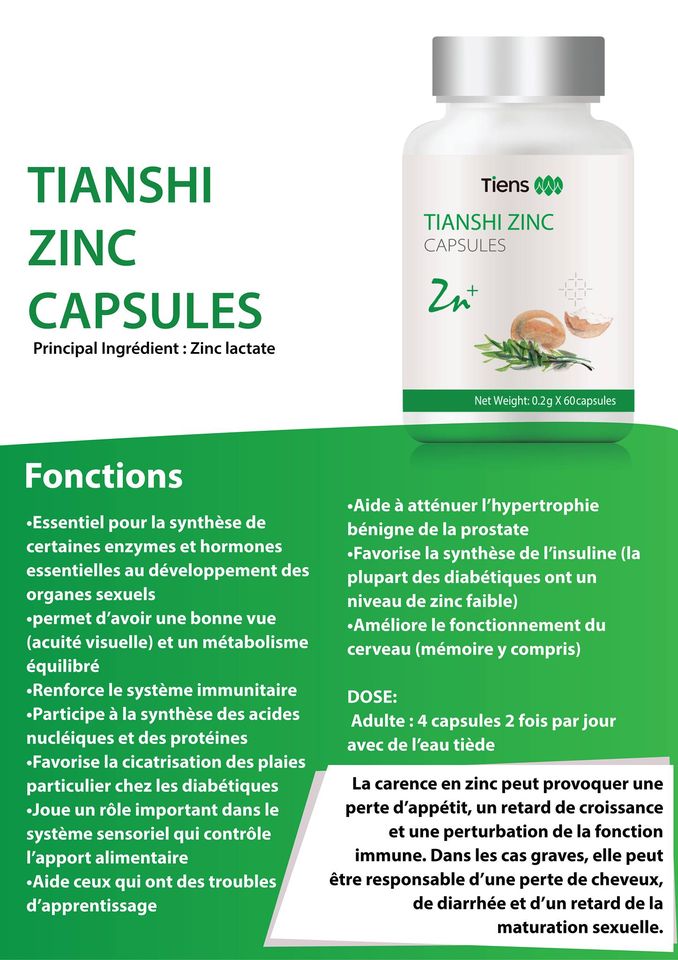 TIANSHI
ZINC
CAPSULES
Principal Ingrédient : Zinc lactate
Tiens
TIANSHI ZINC
CAPSULES
Zn+
Net Weight: 0.2g X 60capsules
Fonctions
•Essentiel pour la synthèse de
certaines enzymes et hormones
essentielles au développement des
organes sexuels
•permet d’avoir une bonne vue
(acuité visuelle) et un métabolisme
équilibré
•Renforce le système immunitaire
•Participe à la synthèse des acides
nucléiques et des protéines
•Favorise la cicatrisation des plaies
particulier chez les diabétiques
•Joue un rôle important dans le
système sensoriel qui contrôle
l’apport alimentaire
•Aide ceux qui ont des troubles
d’apprentissage
•Aide à atténuer l’hypertrophie
bénigne de la prostate
•Favorise la synthèse de l’insuline (la
plupart des diabétiques ont un
niveau de zinc faible)
•Améliore le fonctionnement du
cerveau (mémoire y compris)
DOSE:
Adulte : 4 capsules 2 fois par jour
avec de l’eau tiède
La carence en zinc peut provoquer une
perte d’appétit, un retard de croissance
et une perturbation de la fonction
immune. Dans les cas graves, elle peut
être responsable d’une perte de cheveux,
de diarrhée et d’un retard de la
maturation sexuelle.